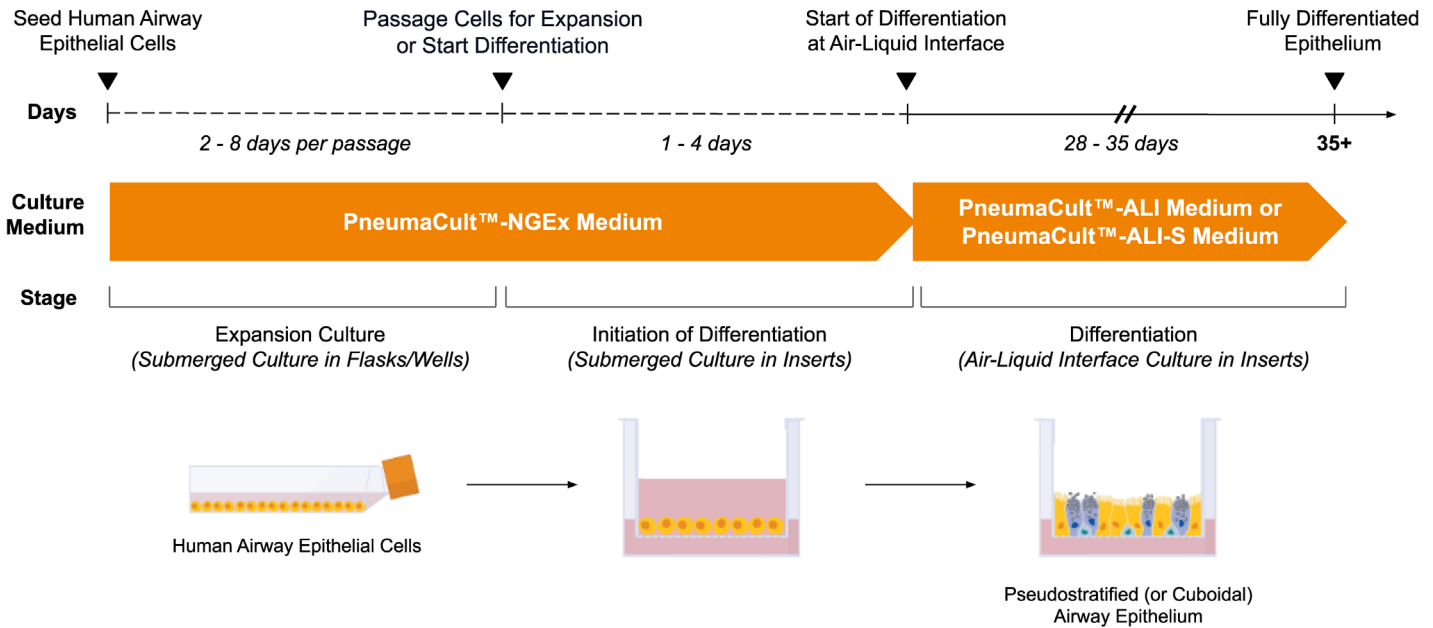 Seed Human Airway
Epithelial Cells
Passage Cells for Expansion
or Start Differentiation
Start of Differentiation
at Air-Liquid Interface
Fully Differentiated
Epithelium
Days
2 - 8 days per passage
1 - 4 days
28 - 35 days
35+
Culture
Medium
PneumaCult™-NGEx Medium
PneumaCult™-ALI Medium or
PneumaCult™-ALI-S Medium
Stage
Expansion Culture
(Submerged Culture in Flasks/Wells)
Initiation of Differentiation
(Submerged Culture in Inserts)
Differentiation
(Air-Liquid Interface Culture in Inserts)
Human Airway Epithelial Cells
Pseudostratified (or Cuboidal)
Airway Epithelium